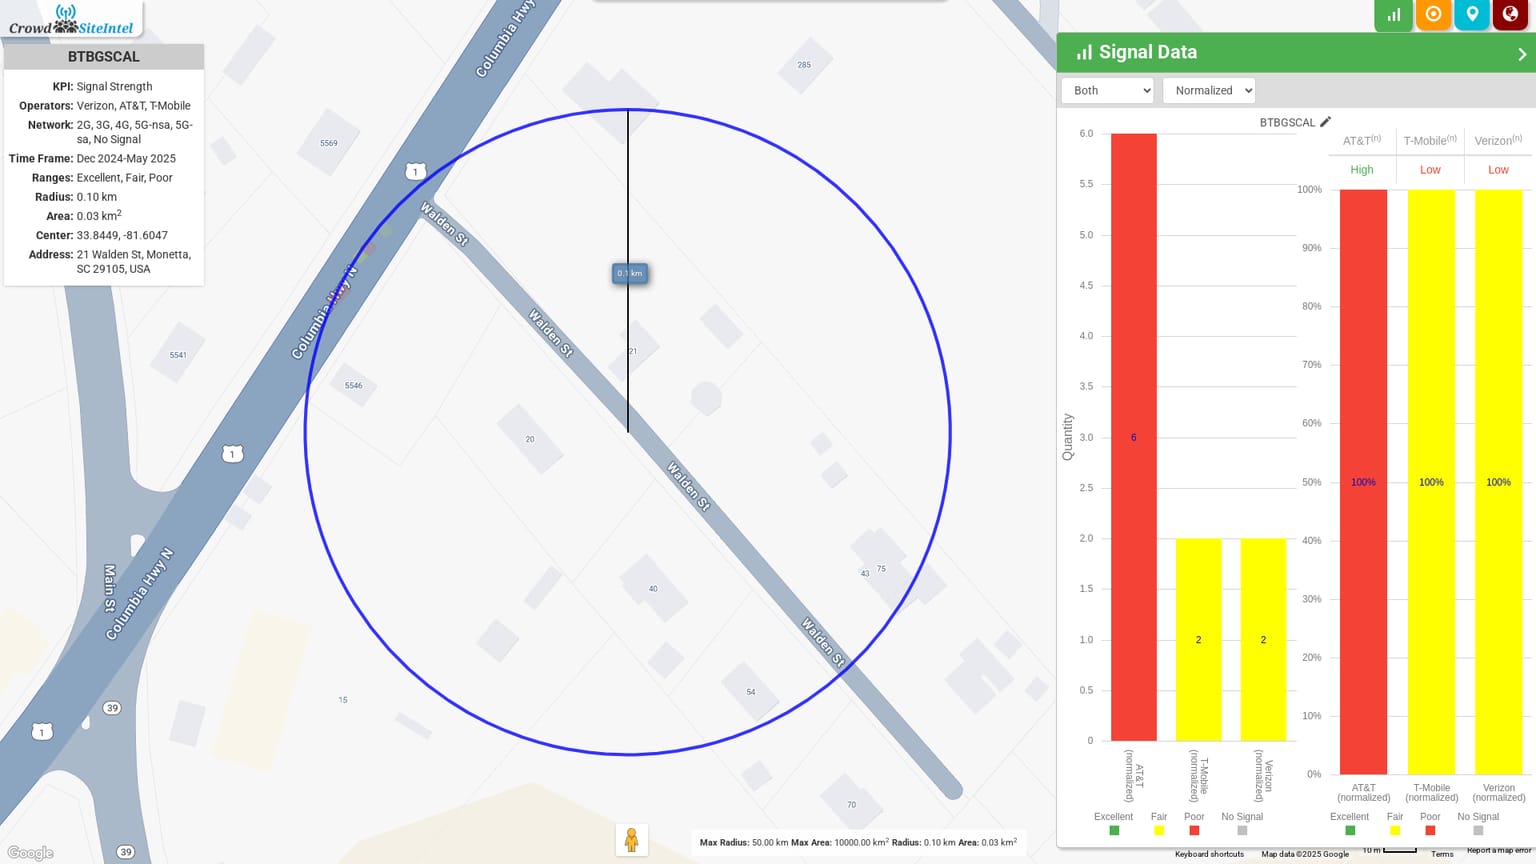 Crowd SiteIntel
BTBGSCAL
KPI: Signal Strength
Operators: Verizon, AT&T, T-Mobile
Network: 2G, 3G, 4G, 5G-nsa, 5G-
sa, No Signal
Time Frame: Dec 2024-May 2025
Ranges: Excellent, Fair, Poor
Radius: 0.10 km
Area: 0.03 km²
Center: 33.8449, -81.6047
Address: 21 Walden St, Monetta,
SC 29105, USA
Columbia Hwy
285
5569
1
Walden St
0.1 km
Columbia Hwy N
Walden St
21
5541
5546
20
1
Walden St
Main St
Columbia Hwy N
43
75
40
Walden St
54
15
39
1
70
39
Google
Max Radius: 50.00 km Max Area: 10000.00 km² Radius: 0.10 km Area: 0.03 km²
Signal Data
Both
Normalized
BTBGSCAL
6.0
5.5
5.0
4.5
4.0
3.5
3.0
2.5
2.0
1.5
1.0
0.5
0
Quantity
6
2
2
AT&T
(normalized)
T-Mobile
(normalized)
Verizon
(normalized)
Excellent Fair Poor No Signal
AT&T(n) T-Mobile(n) Verizon(n)
High Low Low
100%
90%
80%
70%
60%
50%
40%
30%
20%
10%
0%
100% 100% 100%
AT&T
(normalized)
T-Mobile
(normalized)
Verizon
(normalized)
Excellent Fair Poor No Signal
Keyboard shortcuts Map data ©2025 Google 10 m Terms Report a map error